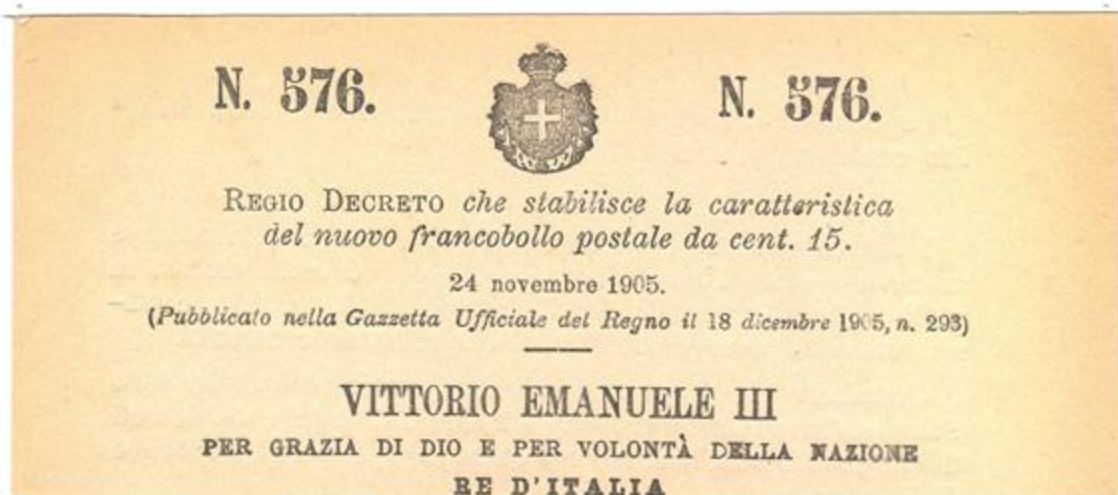 N. 576. N. 576.
REGIO DECRETO che stabilisce la caratteristica
del nuovo francobollo postale da cent. 15.
24 novembre 1905.
(Pubblicato nella Gazzetta Ufficiale del Regno il 18 dicembre 1905, n. 293)
VITTORIO EMANUELE III
PER GRAZIA DI DIO E PER VOLONTÀ DELLA NAZIONE
RE D'ITALIA